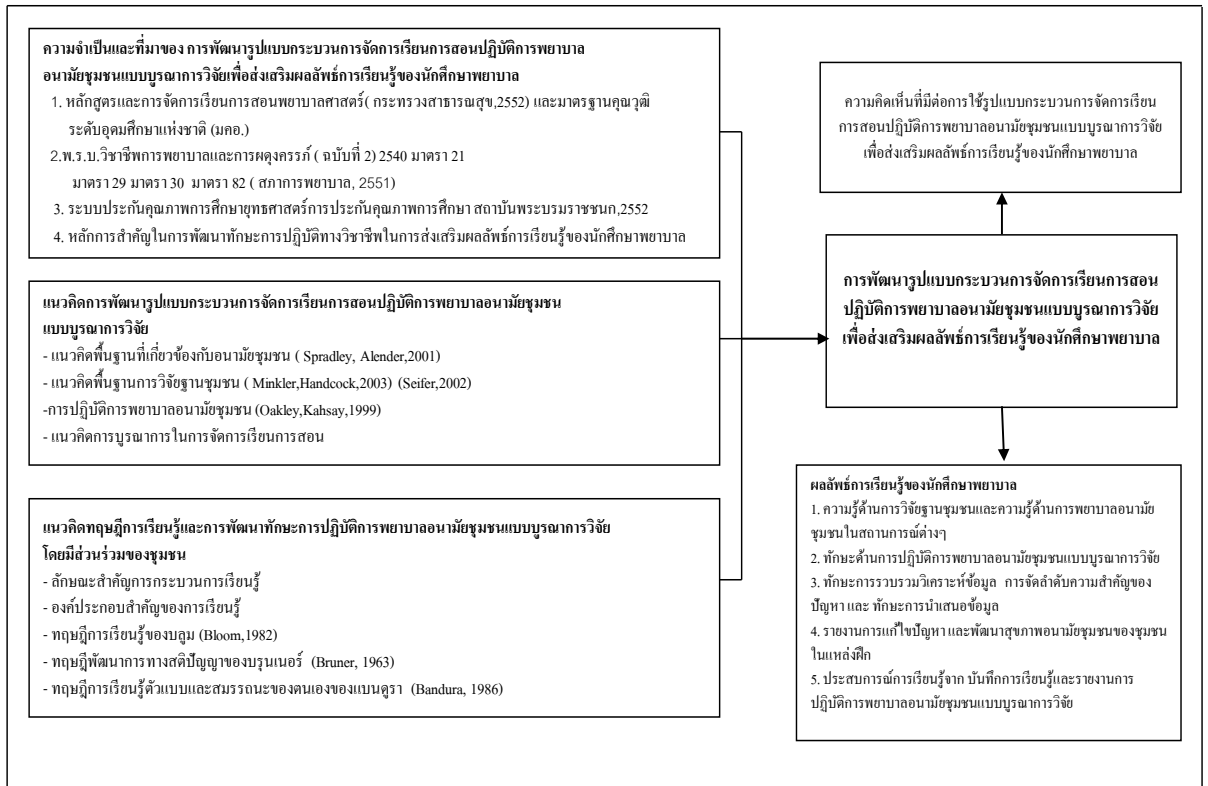 ความจำเป็นและที่มาของ การพัฒนารูปแบบกระบวนการจัดการเรียนการสอนปฏิบัติการพยาบาล
อนามัยชุมชนแบบบูรณาการวิจัยเพื่อส่งเสริมผลลัพธ์การเรียนรู้ของนักศึกษาพยาบาล
1. หลักสูตรและการจัดการเรียนการสอนพยาบาลศาสตร์( กระทรวงสาธารณสุข,2552) และมาตรฐานคุณวุฒิ
ระดับอุดมศึกษาแห่งชาติ (มคอ.)
2.พ.ร.บ.วิชาชีพการพยาบาลและการผดุงครรภ์ ( ฉบับที่ 2) 2540 มาตรา 21
มาตรา 29 มาตรา 30 มาตรา 82 ( สภาการพยาบาล, 2551)
3. ระบบประกันคุณภาพการศึกษายุทธศาสตร์การประกันคุณภาพการศึกษา สถาบันพระบรมราชชนก,2552
4. หลักการสำคัญในการพัฒนาทักษะการปฏิบัติทางวิชาชีพในการส่งเสริมผลลัพธ์การเรียนรู้ของนักศึกษาพยาบาล
แนวคิดการพัฒนารูปแบบกระบวนการจัดการเรียนการสอนปฏิบัติการพยาบาลอนามัยชุมชน
แบบบูรณาการวิจัย
- แนวคิดพื้นฐานที่เกี่ยวข้องกับอนามัยชุมชน ( Spradley, Alender,2001)
- แนวคิดพื้นฐานการวิจัยฐานชุมชน ( Minkler,Handcock,2003) (Seifer,2002)
-การปฏิบัติการพยาบาลอนามัยชุมชน (Oakley,Kahsay,1999)
- แนวคิดการบูรณาการในการจัดการเรียนการสอน
แนวคิดทฤษฎีการเรียนรู้และการพัฒนาทักษะการปฏิบัติการพยาบาลอนามัยชุมชนแบบบูรณาการวิจัย
โดยมีส่วนร่วมของชุมชน
- ลักษณะสำคัญการกระบวนการเรียนรู้
- องค์ประกอบสำคัญของการเรียนรู้
- ทฤษฎีการเรียนรู้ของบลูม (Bloom,1982)
- ทฤษฎีพัฒนาการทางสติปัญญาของบรุนเนอร์ (Bruner, 1963)
- ทฤษฎีการเรียนรู้ตัวแบบและสมรรถนะของตนเองของแบนดูรา (Bandura, 1986)
ความคิดเห็นที่มีต่อการใช้รูปแบบกระบวนการจัดการเรียน
การสอนปฏิบัติการพยาบาลอนามัยชุมชนแบบบูรณาการวิจัย
เพื่อส่งเสริมผลลัพธ์การเรียนรู้ของนักศึกษาพยาบาล
การพัฒนารูปแบบกระบวนการจัดการเรียนการสอน
ปฏิบัติการพยาบาลอนามัยชุมชนแบบบูรณาการวิจัย
เพื่อส่งเสริมผลลัพธ์การเรียนรู้ของนักศึกษาพยาบาล
ผลลัพธ์การเรียนรู้ของนักศึกษาพยาบาล
1. ความรู้ด้านการวิจัยฐานชุมชนและความรู้ด้านการพยาบาลอนามัย
ชุมชนในสถานการณ์ต่างๆ
2. ทักษะด้านการปฏิบัติการพยาบาลอนามัยชุมชนแบบบูรณาการวิจัย
3. ทักษะการรวบรวมวิเคราะห์ข้อมูล การจัดลำดับความสำคัญของ
ปัญหา และ ทักษะการนำเสนอข้อมูล
4. รายงานการแก้ไขปัญหา และพัฒนาสุขภาพอนามัยชุมชนของชุมชน
ในแหล่งฝึก
5. ประสบการณ์การเรียนรู้จาก บันทึกการเรียนรู้และรายงานการ
ปฏิบัติการพยาบาลอนามัยชุมชนแบบบูรณาการวิจัย